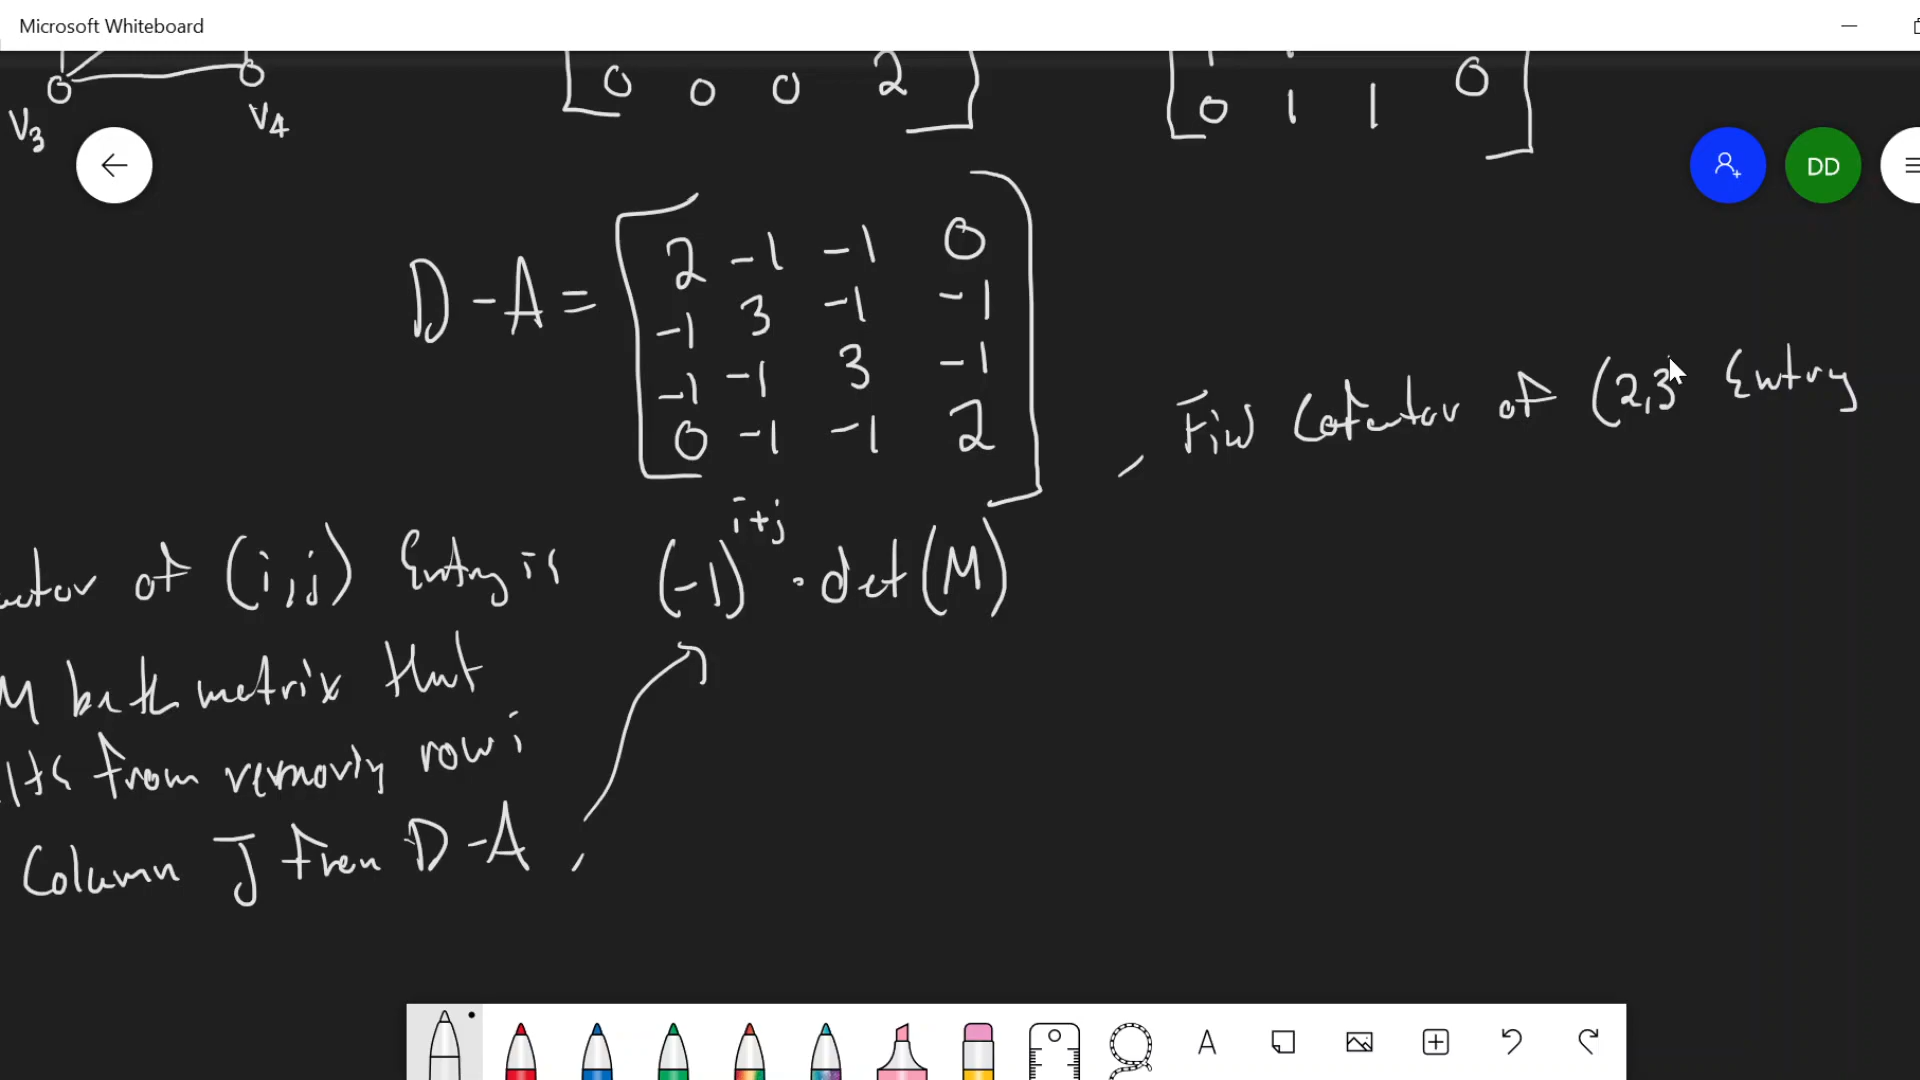 Microsoft Whiteboard
V3
V4
0 0 0 2
0 1 1 0
DD
D-A=
2 -1 -1 0
-1 3 -1 -1
-1 -1 3 -1
0 -1 -1 2
, Find Cofactor of (2,3 Entry
of (i,j) Entry is (-1)^{i+j} · det(M)
M be the matrix that
from removing row i
Column J from D-A ,
A